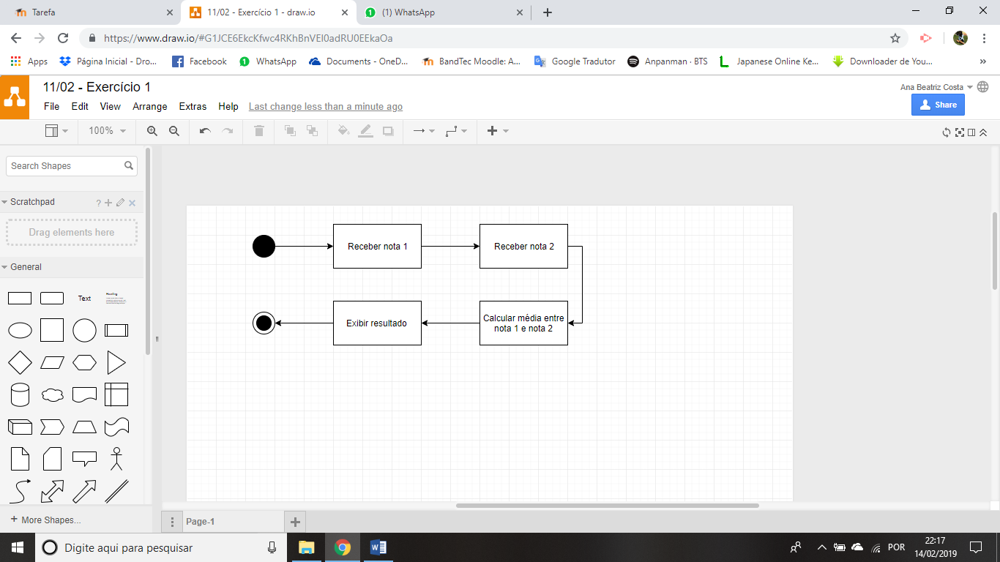 Tarefa
11/02 - Exercício 1 - draw.io
(1) WhatsApp
https://www.draw.io/#G1JCE6EkcKfwc4RKhBnVEI0adRU0EEkaOa
Apps
Página Inicial - Dro...
Facebook
WhatsApp
Documents - OneD...
BandTec Moodle: A...
Google Tradutor
Anpanman · BTS
Japanese Online Ke...
Downloader de You...
»
11/02 - Exercício 1
Ana Beatriz Costa
File Edit View Arrange Extras Help Last change less than a minute ago
Share
100%
Search Shapes
Scratchpad
?
Drag elements here
General
Text
Heading
Receber nota 1
Receber nota 2
Exibir resultado
Calcular média entre
nota 1 e nota 2
+ More Shapes...
Page-1
Digite aqui para pesquisar
POR
22:17
14/02/2019